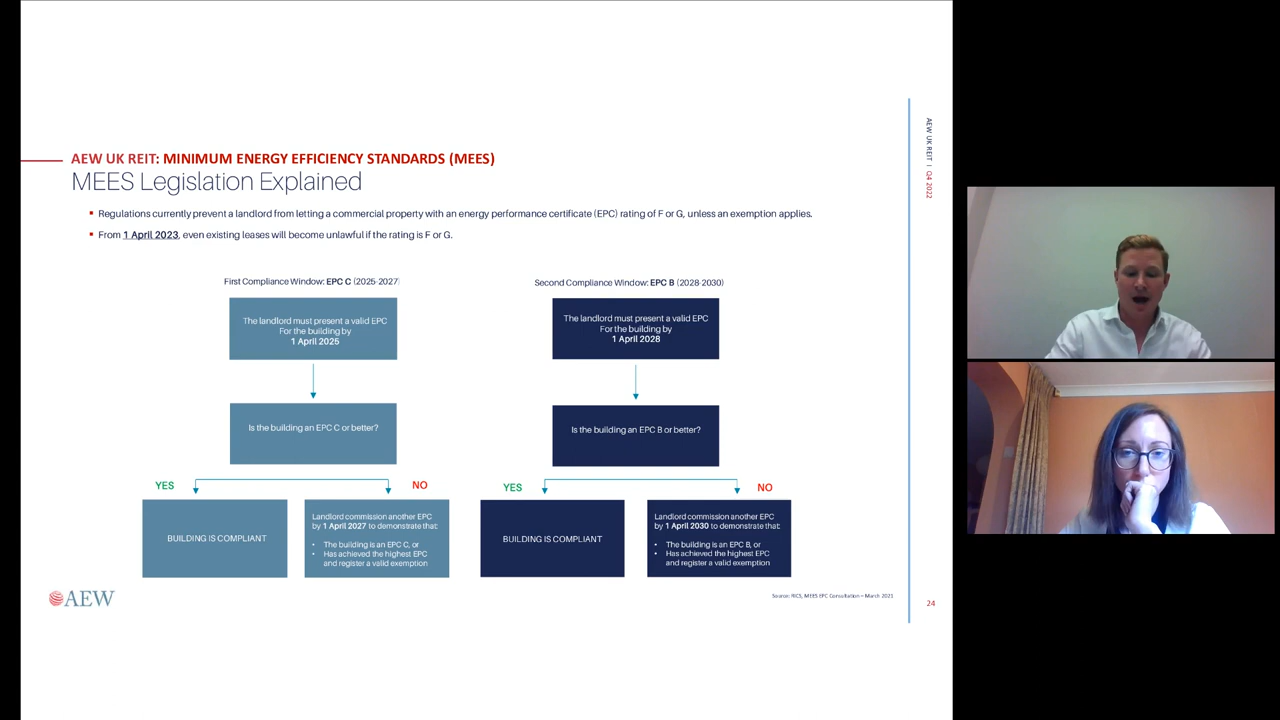 AEW UK REIT: MINIMUM ENERGY EFFICIENCY STANDARDS (MEES)
MEES Legislation Explained
Regulations currently prevent a landlord from letting a commercial property with an energy performance certificate (EPC) rating of F or G, unless an exemption applies.
From 1 April 2023, even existing leases will become unlawful if the rating is F or G.
First Compliance Window: EPC C (2025-2027)
The landlord must present a valid EPC
For the building by
1 April 2025
Is the building an EPC C or better?
YES
NO
BUILDING IS COMPLIANT
Landlord commission another EPC
by 1 April 2027 to demonstrate that:
• The building is an EPC C, or
• Has achieved the highest EPC
and register a valid exemption
Second Compliance Window: EPC B (2028-2030)
The landlord must present a valid EPC
For the building by
1 April 2028
Is the building an EPC B or better?
YES
NO
BUILDING IS COMPLIANT
Landlord commission another EPC
by 1 April 2030 to demonstrate that:
• The building is an EPC B, or
• Has achieved the highest EPC
and register a valid exemption
AEW
Source: RICS, MEES EPC Consultation – March 2021
AEW UK REIT | Q4 2022
24